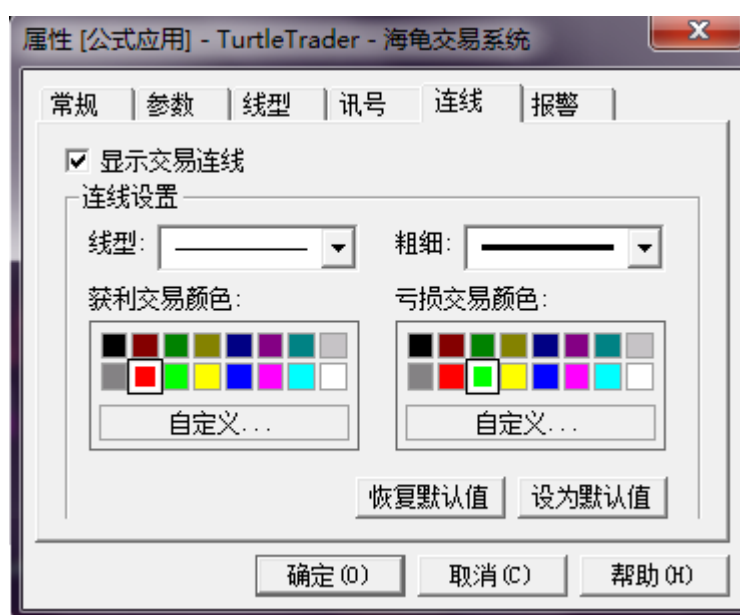 属性 [公式应用] - TurtleTrader - 海龟交易系统
常规 参数 线型 讯号 连线 报警
显示交易连线
连线设置
线型: 粗细:
获利交易颜色: 亏损交易颜色:
自定义... 自定义...
恢复默认值 设为默认值
确定(O) 取消(C) 帮助(H)